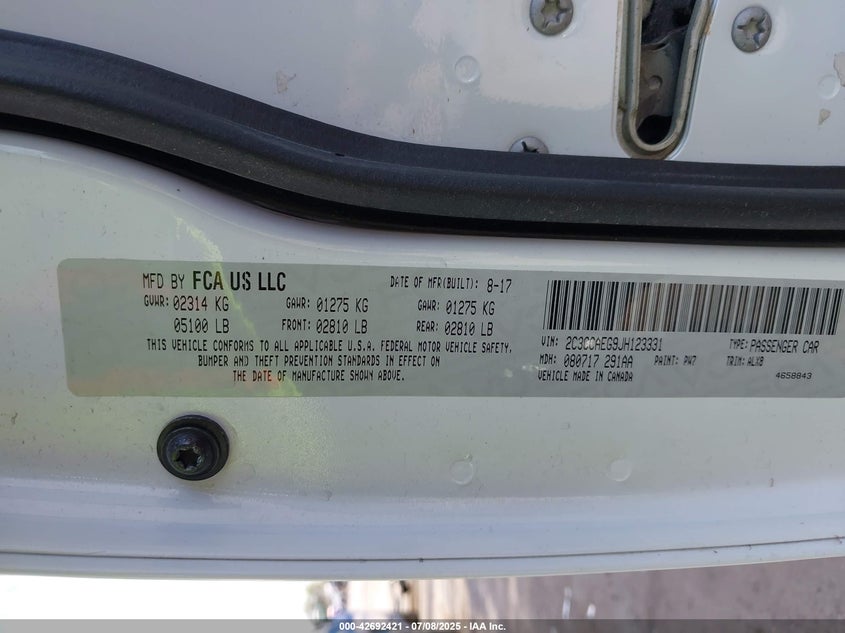 MFD BY FCA US LLC DATE OF MFR(BUILT): 8-17
GVWR: 02314 KG GAWR: 01275 KG GAWR: 01275 KG
05100 LB FRONT: 02810 LB REAR: 02810 LB
THIS VEHICLE CONFORMS TO ALL APPLICABLE U.S.A. FEDERAL MOTOR VEHICLE SAFETY,
BUMPER AND THEFT PREVENTION STANDARDS IN EFFECT ON
THE DATE OF MANUFACTURE SHOWN ABOVE.
VIN: 2C3CCAEG9JH123331 TYPE: PASSENGER CAR
MDH: 080717 291AA PAINT: PW7 TRIM: ALX8
VEHICLE MADE IN CANADA 4658843
000-42692421 - 07/08/2025 - IAA Inc.